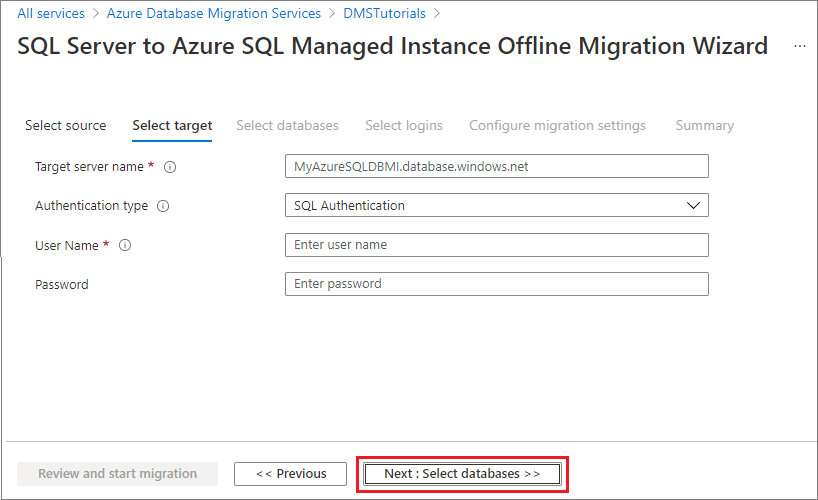 All services > Azure Database Migration Services > DMSTutorials >
SQL Server to Azure SQL Managed Instance Offline Migration Wizard ...
Select source Select target Select databases Select logins Configure migration settings Summary
Target server name * MyAzureSQLDBMI.database.windows.net
Authentication type SQL Authentication
User Name * Enter user name
Password Enter password
Review and start migration << Previous Next : Select databases >>